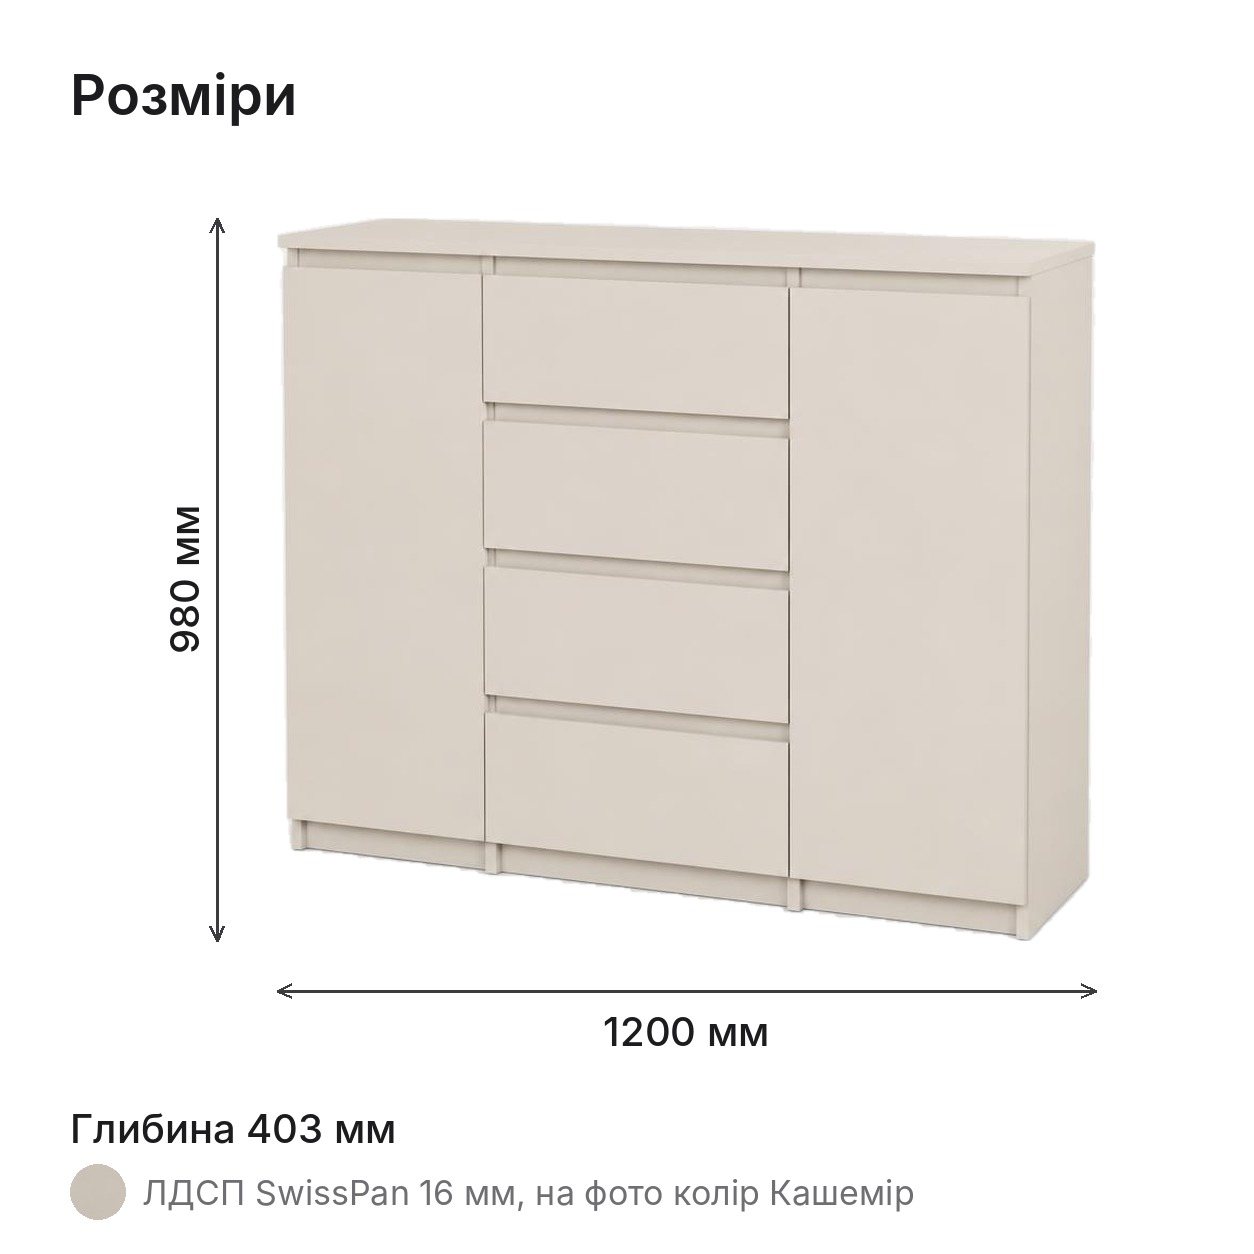 Розміри
980 мм
1200 мм
Глибина 403 мм
ЛДСП SwissPan 16 мм, на фото колір Кашемір